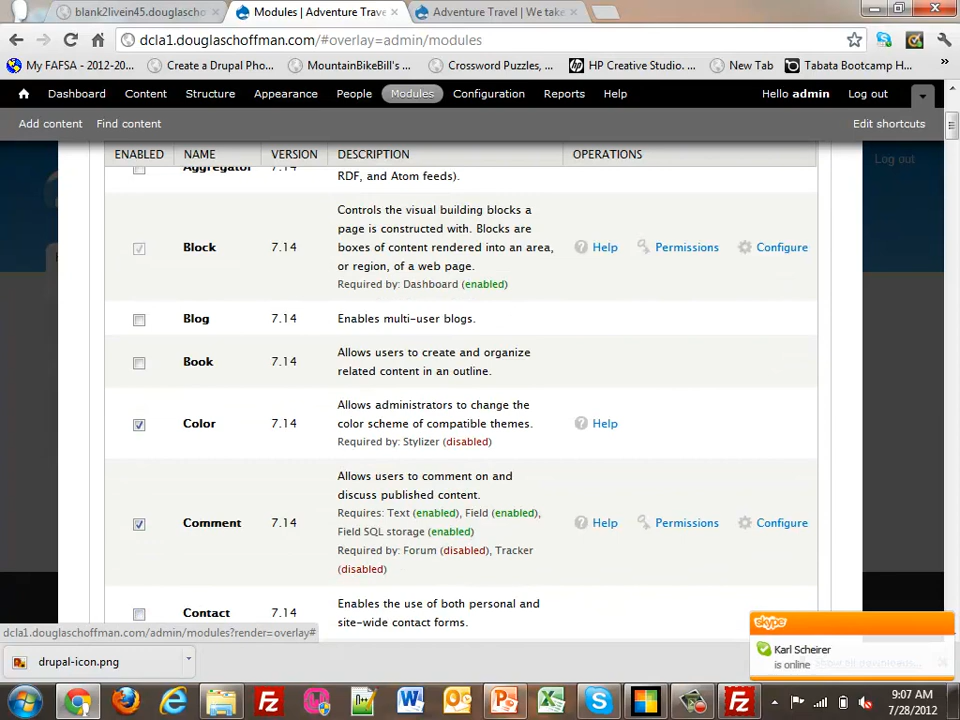 blank2livein45.douglascho
Modules | Adventure Trave
Adventure Travel | We take
dcla1.douglaschoffman.com/#overlay=admin/modules
My FAFSA - 2012-20...
Create a Drupal Pho...
MountainBikeBill's ...
Crossword Puzzles, ...
HP Creative Studio. ...
New Tab
Tabata Bootcamp H...
Dashboard
Content
Structure
Appearance
People
Modules
Configuration
Reports
Help
Hello admin
Log out
Add content
Find content
Edit shortcuts
Log out
ENABLED
NAME
VERSION
DESCRIPTION
OPERATIONS
Aggregator
7.14
RDF, and Atom feeds).
Controls the visual building blocks a
page is constructed with. Blocks are
Block
7.14
boxes of content rendered into an area,
Help
Permissions
Configure
or region, of a web page.
Required by: Dashboard (enabled)
Blog
7.14
Enables multi-user blogs.
Book
7.14
Allows users to create and organize
related content in an outline.
Color
7.14
Allows administrators to change the
color scheme of compatible themes.
Help
Required by: Stylizer (disabled)
Comment
7.14
Allows users to comment on and
discuss published content.
Requires: Text (enabled), Field (enabled),
Field SQL storage (enabled)
Help
Permissions
Configure
Required by: Forum (disabled), Tracker
(disabled)
Contact
7.14
Enables the use of both personal and
site-wide contact forms.
dcla1.douglaschoffman.com/admin/modules?render=overlay#
skype
Karl Scheirer
is online
drupal-icon.png
9:07 AM
7/28/2012